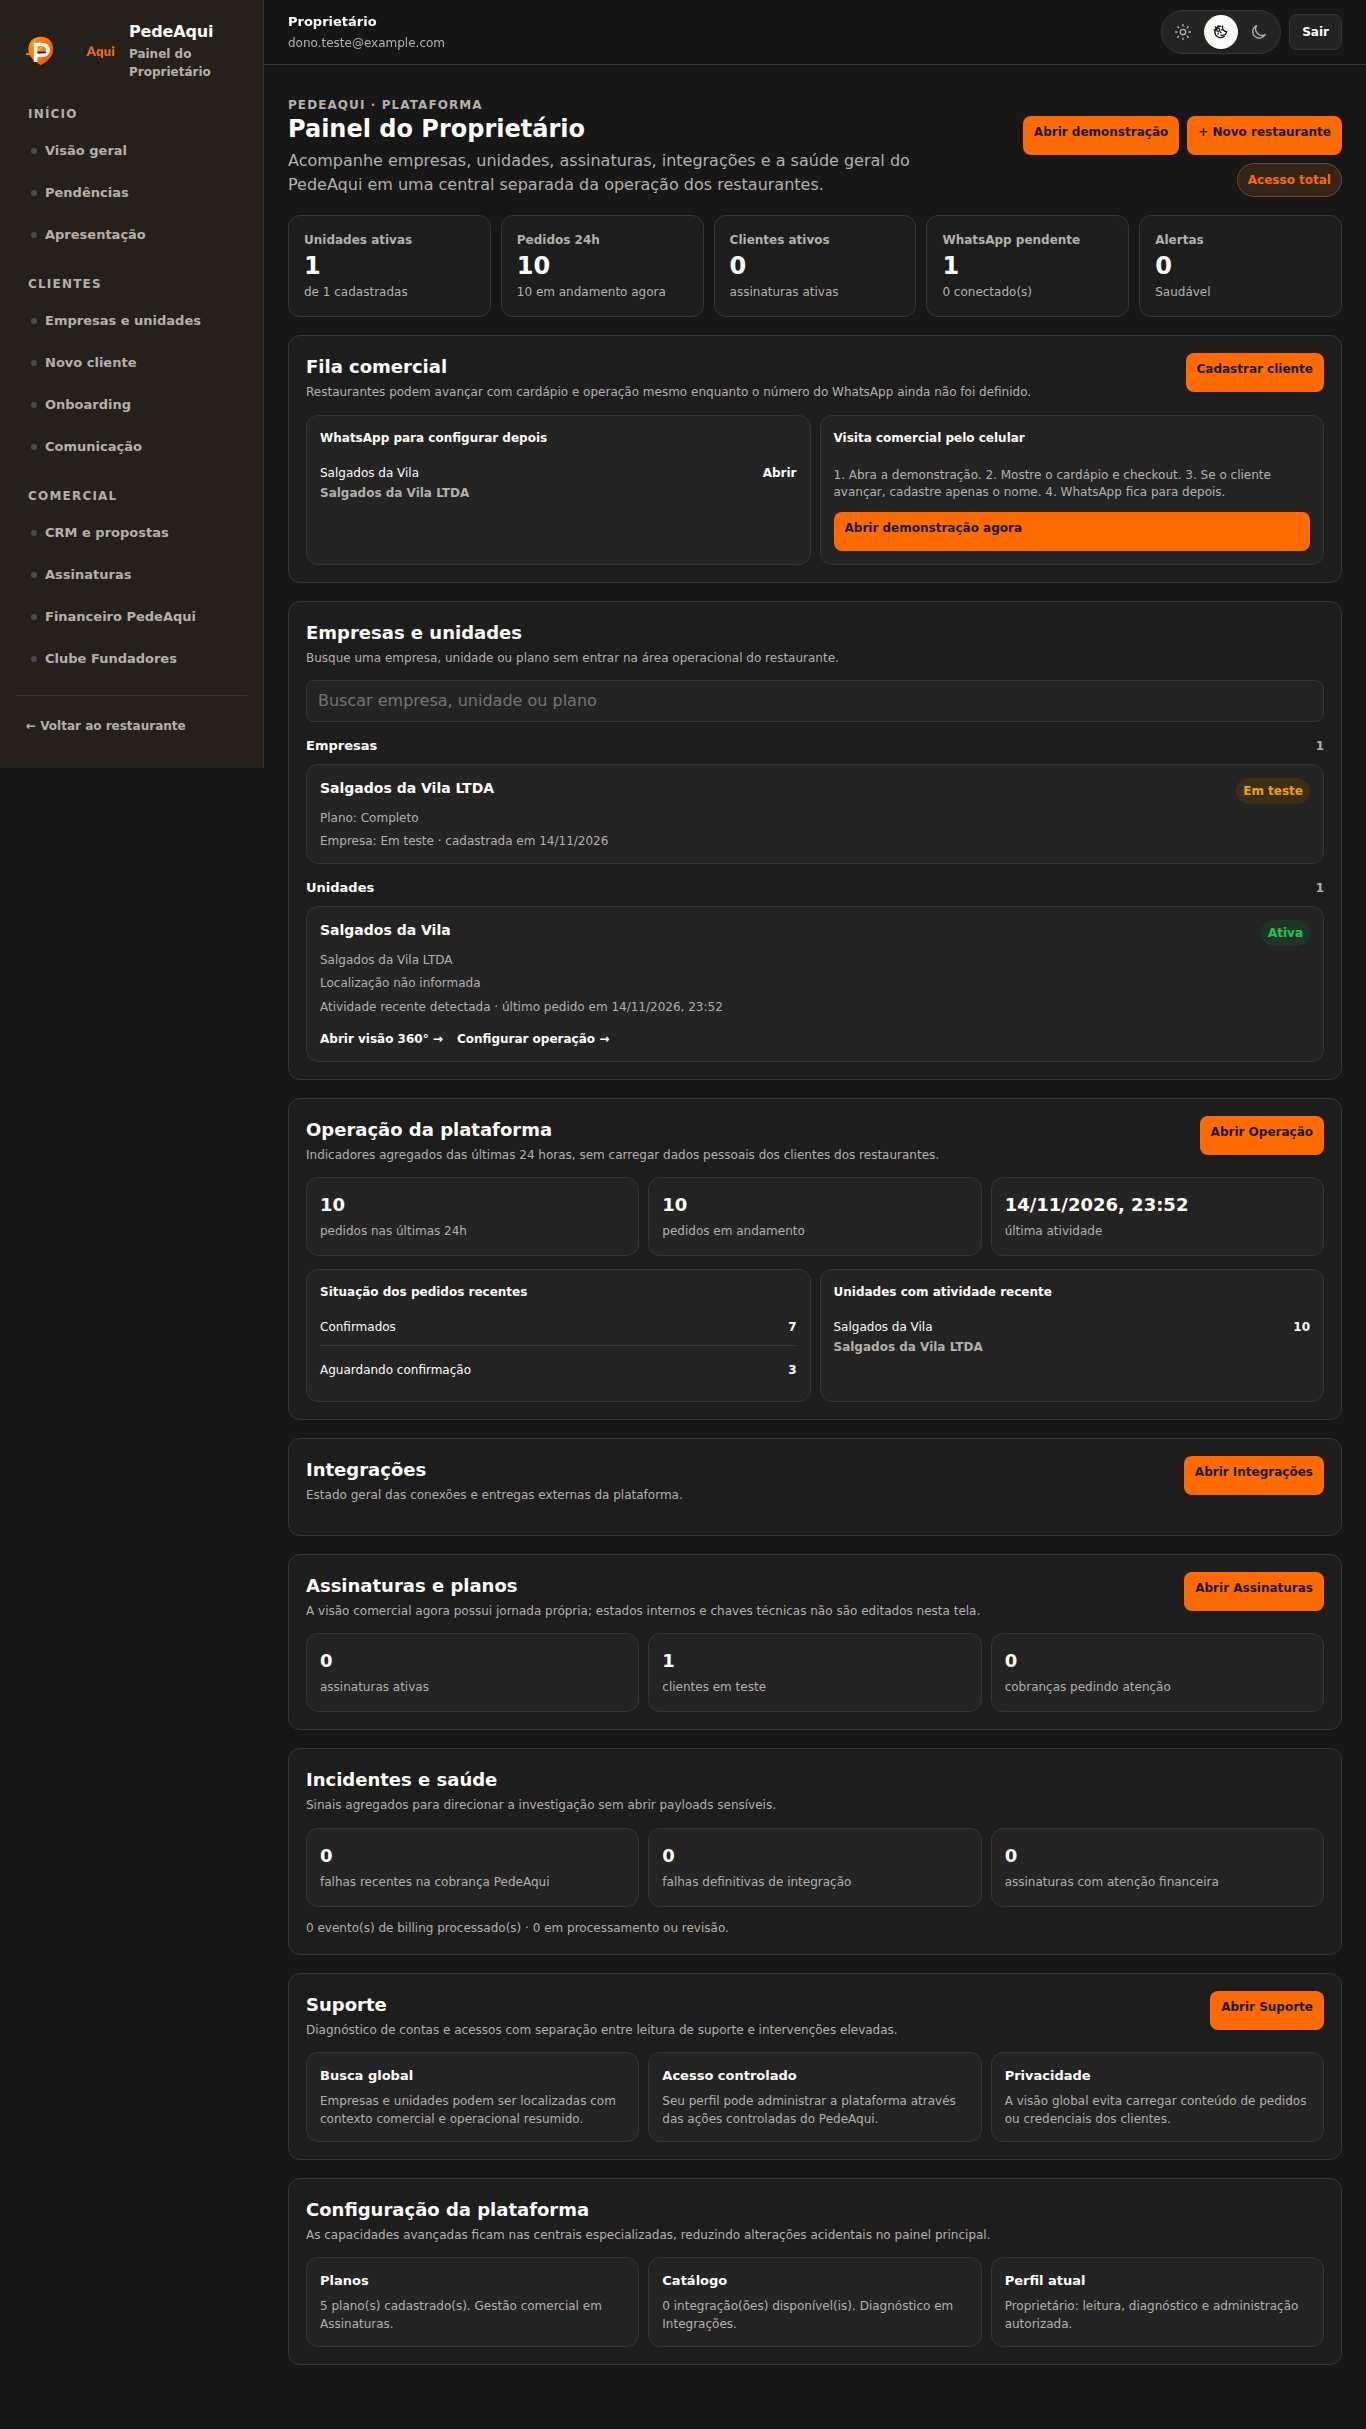 Aqui
PedeAqui
Painel do
Proprietário
INÍCIO
Visão geral
Pendências
Apresentação
CLIENTES
Empresas e unidades
Novo cliente
Onboarding
Comunicação
COMERCIAL
CRM e propostas
Assinaturas
Financeiro PedeAqui
Clube Fundadores
← Voltar ao restaurante
Proprietário
dono.teste@example.com
Sair
PEDEAQUI · PLATAFORMA
Painel do Proprietário
Acompanhe empresas, unidades, assinaturas, integrações e a saúde geral do
PedeAqui em uma central separada da operação dos restaurantes.
Abrir demonstração
+ Novo restaurante
Acesso total
Unidades ativas
1
de 1 cadastradas
Pedidos 24h
10
10 em andamento agora
Clientes ativos
0
assinaturas ativas
WhatsApp pendente
1
0 conectado(s)
Alertas
0
Saudável
Fila comercial
Restaurantes podem avançar com cardápio e operação mesmo enquanto o número do WhatsApp ainda não foi definido.
Cadastrar cliente
WhatsApp para configurar depois
Salgados da Vila
Abrir
Salgados da Vila LTDA
Visita comercial pelo celular
1. Abra a demonstração. 2. Mostre o cardápio e checkout. 3. Se o cliente
avançar, cadastre apenas o nome. 4. WhatsApp fica para depois.
Abrir demonstração agora
Empresas e unidades
Busque uma empresa, unidade ou plano sem entrar na área operacional do restaurante.
Buscar empresa, unidade ou plano
Empresas
1
Salgados da Vila LTDA
Em teste
Plano: Completo
Empresa: Em teste · cadastrada em 14/11/2026
Unidades
1
Salgados da Vila
Ativa
Salgados da Vila LTDA
Localização não informada
Atividade recente detectada · último pedido em 14/11/2026, 23:52
Abrir visão 360° → Configurar operação →
Operação da plataforma
Indicadores agregados das últimas 24 horas, sem carregar dados pessoais dos clientes dos restaurantes.
Abrir Operação
10
pedidos nas últimas 24h
10
pedidos em andamento
14/11/2026, 23:52
última atividade
Situação dos pedidos recentes
Confirmados
7
Aguardando confirmação
3
Unidades com atividade recente
Salgados da Vila
10
Salgados da Vila LTDA
Integrações
Estado geral das conexões e entregas externas da plataforma.
Abrir Integrações
Assinaturas e planos
A visão comercial agora possui jornada própria; estados internos e chaves técnicas não são editados nesta tela.
Abrir Assinaturas
0
assinaturas ativas
1
clientes em teste
0
cobranças pedindo atenção
Incidentes e saúde
Sinais agregados para direcionar a investigação sem abrir payloads sensíveis.
0
falhas recentes na cobrança PedeAqui
0
falhas definitivas de integração
0
assinaturas com atenção financeira
0 evento(s) de billing processado(s) · 0 em processamento ou revisão.
Suporte
Diagnóstico de contas e acessos com separação entre leitura de suporte e intervenções elevadas.
Abrir Suporte
Busca global
Empresas e unidades podem ser localizadas com
contexto comercial e operacional resumido.
Acesso controlado
Seu perfil pode administrar a plataforma através
das ações controladas do PedeAqui.
Privacidade
A visão global evita carregar conteúdo de pedidos
ou credenciais dos clientes.
Configuração da plataforma
As capacidades avançadas ficam nas centrais especializadas, reduzindo alterações acidentais no painel principal.
Planos
5 plano(s) cadastrado(s). Gestão comercial em
Assinaturas.
Catálogo
0 integração(ões) disponível(is). Diagnóstico em
Integrações.
Perfil atual
Proprietário: leitura, diagnóstico e administração
autorizada.